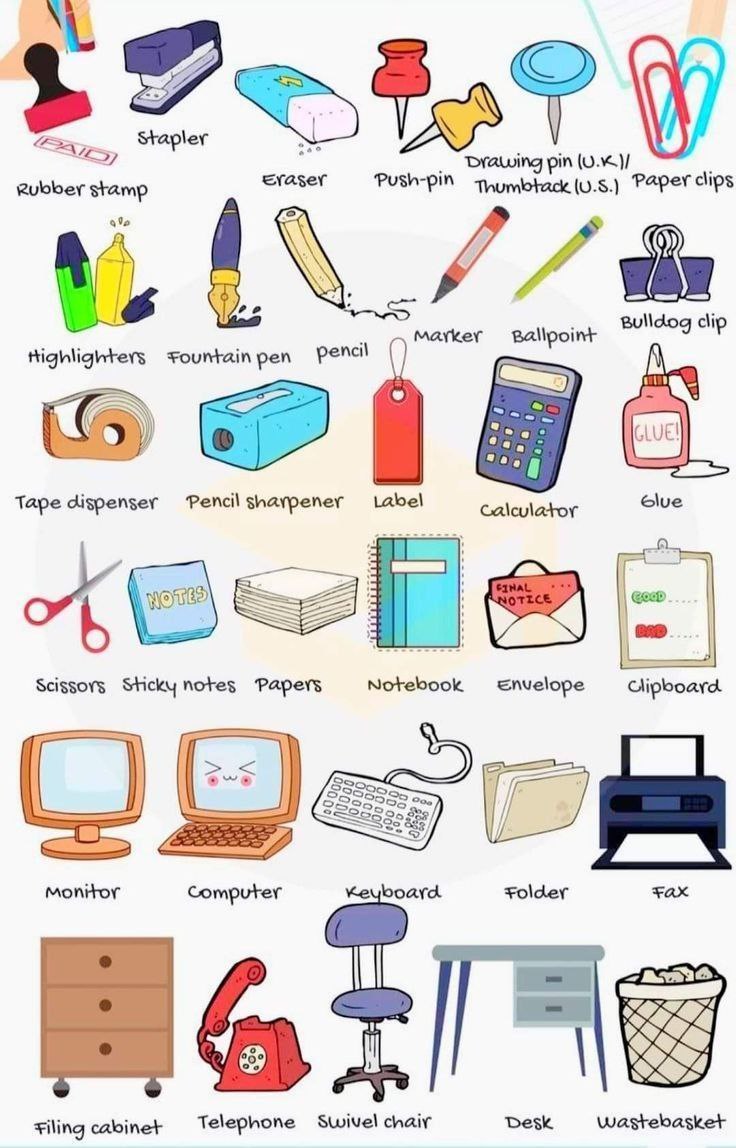 PAID
Rubber stamp
Stapler
Eraser
Push-pin
Drawing pin (U.K.)/
Thumbtack (U.S.)
Paper clips
Highlighters
Fountain pen
pencil
Marker
Ballpoint
Bulldog clip
Tape dispenser
Pencil sharpener
Label
Calculator
GLUE!
Glue
Scissors
NOTES
Sticky notes
Papers
Notebook
FINAL
NOTICE
Envelope
GOOD
BAD
Clipboard
Monitor
Computer
Keyboard
Folder
Fax
Filing cabinet
Telephone
Swivel chair
Desk
Wastebasket